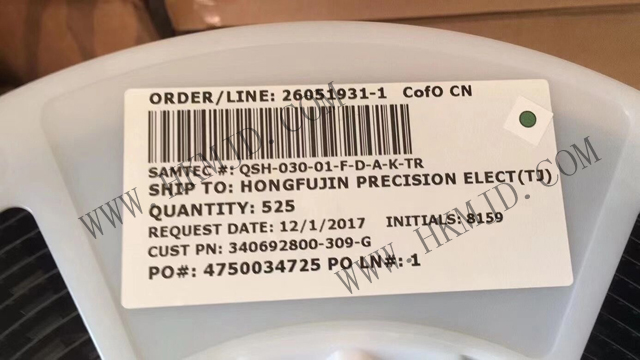 ORDER/LINE: 26051931-1 CofO CN
SAMTEC #: QSH-030-01-F-D-A-K-TR
SHIP TO: HONGFUJIN PRECISION ELECT(TJ)
QUANTITY: 525
REQUEST DATE: 12/1/2017 INITIALS: 8159
CUST PN: 340692800-309-G
PO#: 4750034725 PO LN#: 1
WWW.HKMJD.COM
WWW.HKMJD.COM